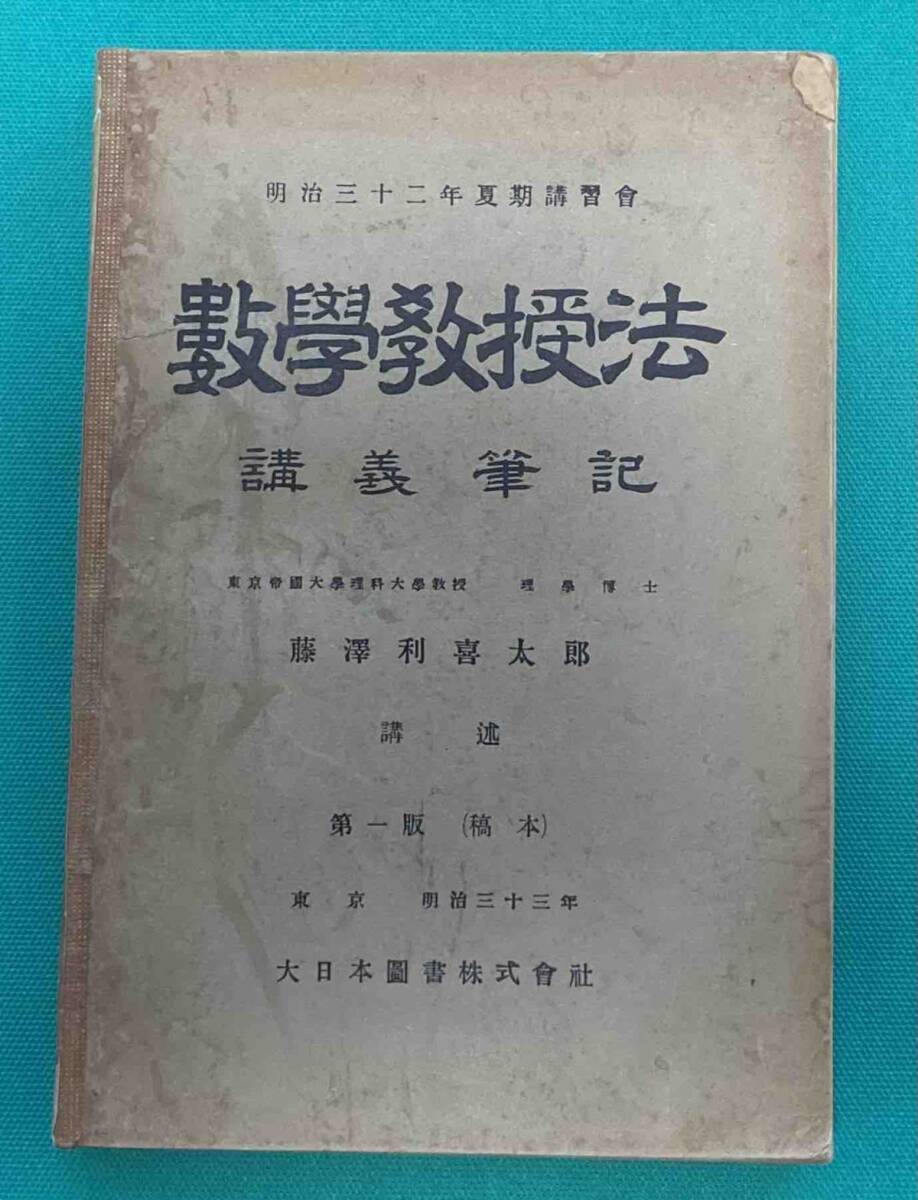 明治三十二年夏期講習會
數學教授法
講義筆記
東京帝國大學理科大學教授 理學博士
藤澤利喜太郎
講述
第一版 (稿本)
東京 明治三十三年
大日本圖書株式會社